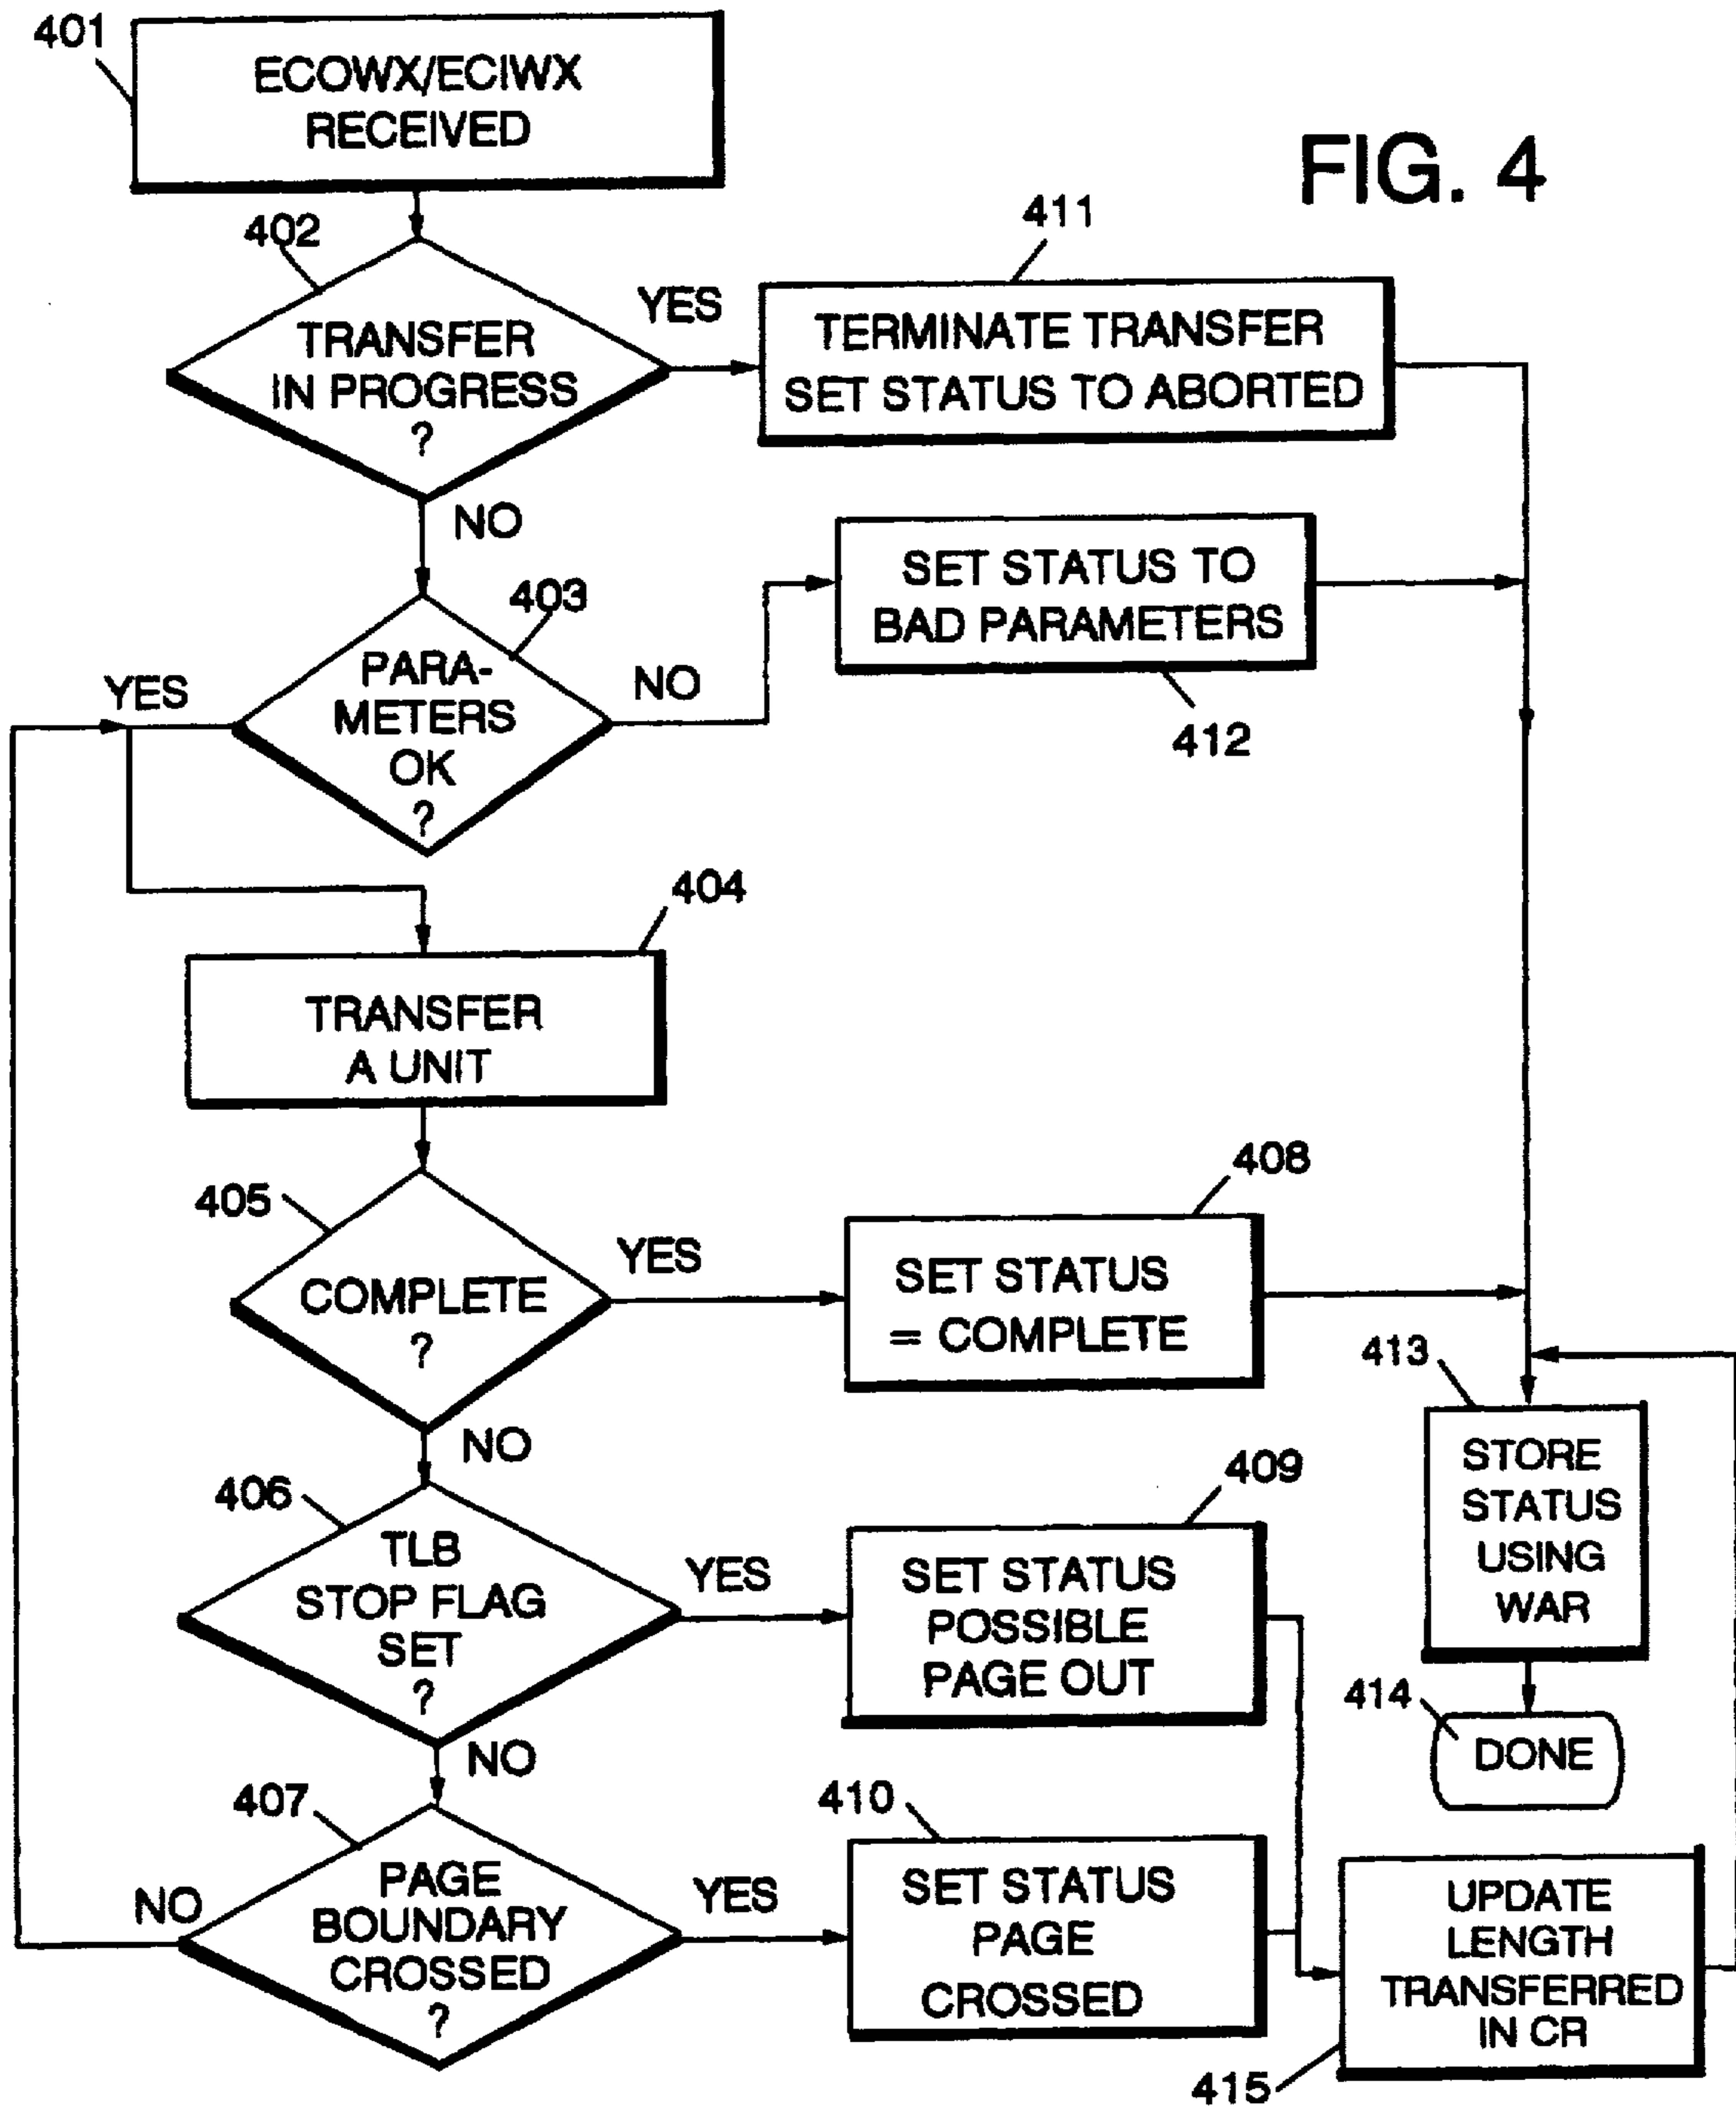 401
ECOWX/ECIWX
RECEIVED
FIG. 4
402
TRANSFER
IN PROGRESS
?
YES
411
TERMINATE TRANSFER
SET STATUS TO ABORTED
NO
403
PARA-
METERS
OK
?
YES
NO
SET STATUS TO
BAD PARAMETERS
412
404
TRANSFER
A UNIT
405
COMPLETE
?
YES
408
SET STATUS
= COMPLETE
NO
413
STORE
STATUS
USING
WAR
406
TLB
STOP FLAG
SET
?
YES
409
SET STATUS
POSSIBLE
PAGE OUT
414
DONE
NO
407
PAGE
BOUNDARY
CROSSED
?
NO
YES
410
SET STATUS
PAGE
CROSSED
UPDATE
LENGTH
TRANSFERRED
IN CR
415